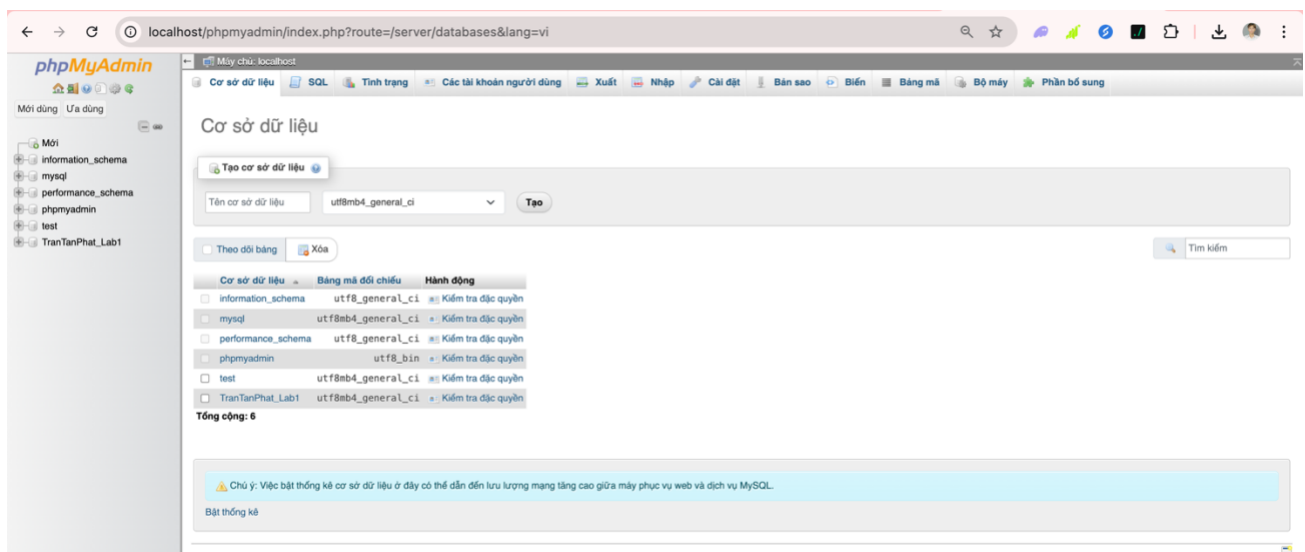 localhost/phpmyadmin/index.php?route=/server/databases&lang=vi
phpMyAdmin
Mới dùng Ưa dùng
Mới
information_schema
mysql
performance_schema
phpmyadmin
test
TranTanPhat_Lab1
Máy chủ: localhost
Cơ sở dữ liệu SQL Tình trạng Các tài khoản người dùng Xuất Nhập Cài đặt Bản sao Biến Bảng mã Bộ máy Phần bổ sung
Cơ sở dữ liệu
Tạo cơ sở dữ liệu
Tên cơ sở dữ liệu utf8mb4_general_ci Tạo
Theo dõi bảng Xóa Tìm kiếm
Cơ sở dữ liệu Bảng mã đối chiếu Hành động
information_schema utf8_general_ci Kiểm tra đặc quyền
mysql utf8mb4_general_ci Kiểm tra đặc quyền
performance_schema utf8_general_ci Kiểm tra đặc quyền
phpmyadmin utf8_bin Kiểm tra đặc quyền
test utf8mb4_general_ci Kiểm tra đặc quyền
TranTanPhat_Lab1 utf8mb4_general_ci Kiểm tra đặc quyền
Tổng cộng: 6
Chú ý: Việc bật thống kê cơ sở dữ liệu ở đây có thể dẫn đến lưu lượng mạng tăng cao giữa máy phục vụ web và dịch vụ MySQL.
Bật thống kê